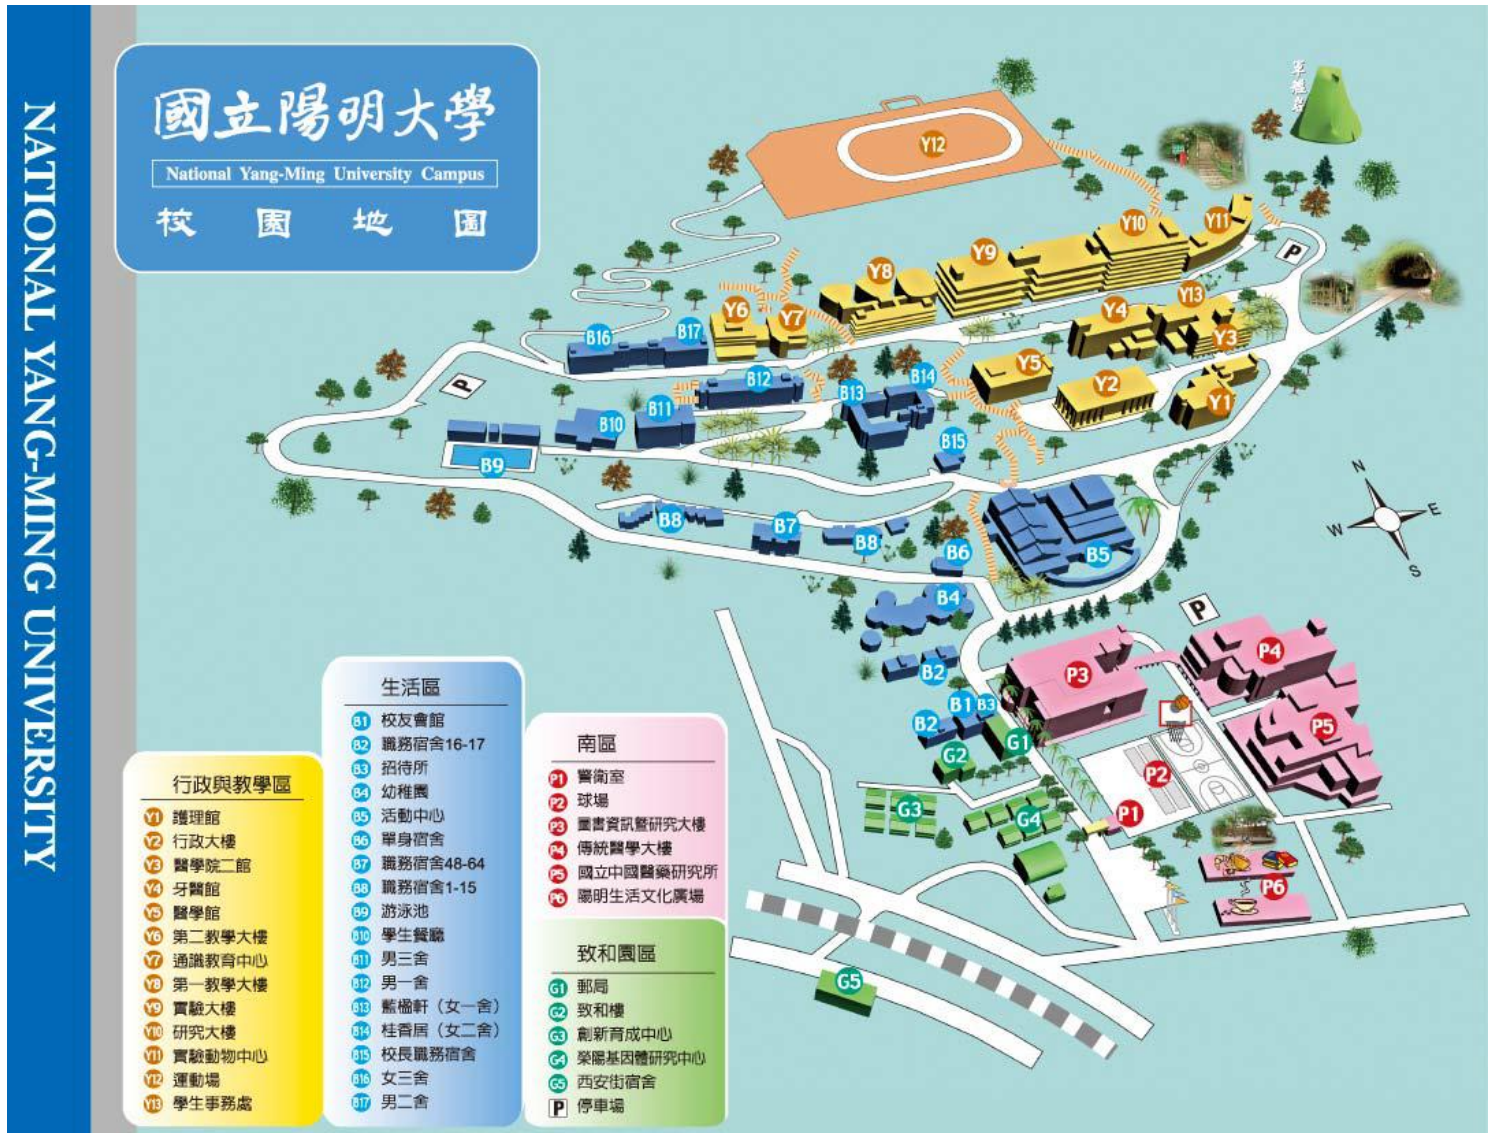 NATIONAL YANG-MING UNIVERSITY
國立陽明大學
National Yang-Ming University Campus
校園地圖
軍艦岩
Y12
Y11
Y10
P
Y9
Y8
Y13
Y4
Y6
Y7
Y3
B17
B16
Y5
Y2
Y1
B14
B12
B13
P
B11
B10
B15
B9
N
E
W
S
B8
B7
B8
B6
B5
B4
P
P4
P3
B2
B1
B3
B2
G1
P5
G2
P2
G3
G4
P1
P6
G5
行政與教學區
Y1 護理館
Y2 行政大樓
Y3 醫學院二館
Y4 牙醫館
Y5 醫學館
Y6 第二教學大樓
Y7 通識教育中心
Y8 第一教學大樓
Y9 實驗大樓
Y10 研究大樓
Y11 實驗動物中心
Y12 運動場
Y13 學生事務處
生活區
B1 校友會館
B2 職務宿舍16-17
B3 招待所
B4 幼稚園
B5 活動中心
B6 單身宿舍
B7 職務宿舍48-64
B8 職務宿舍1-15
B9 游泳池
B10 學生餐廳
B11 男三舍
B12 男一舍
B13 藍楹軒（女一舍）
B14 桂香居（女二舍）
B15 校長職務宿舍
B16 女三舍
B17 男二舍
南區
P1 警衛室
P2 球場
P3 圖書資訊暨研究大樓
P4 傳統醫學大樓
P5 國立中國醫藥研究所
P6 陽明生活文化廣場
致和園區
G1 郵局
G2 致和樓
G3 創新育成中心
G4 榮陽基因體研究中心
G5 西安街宿舍
P 停車場